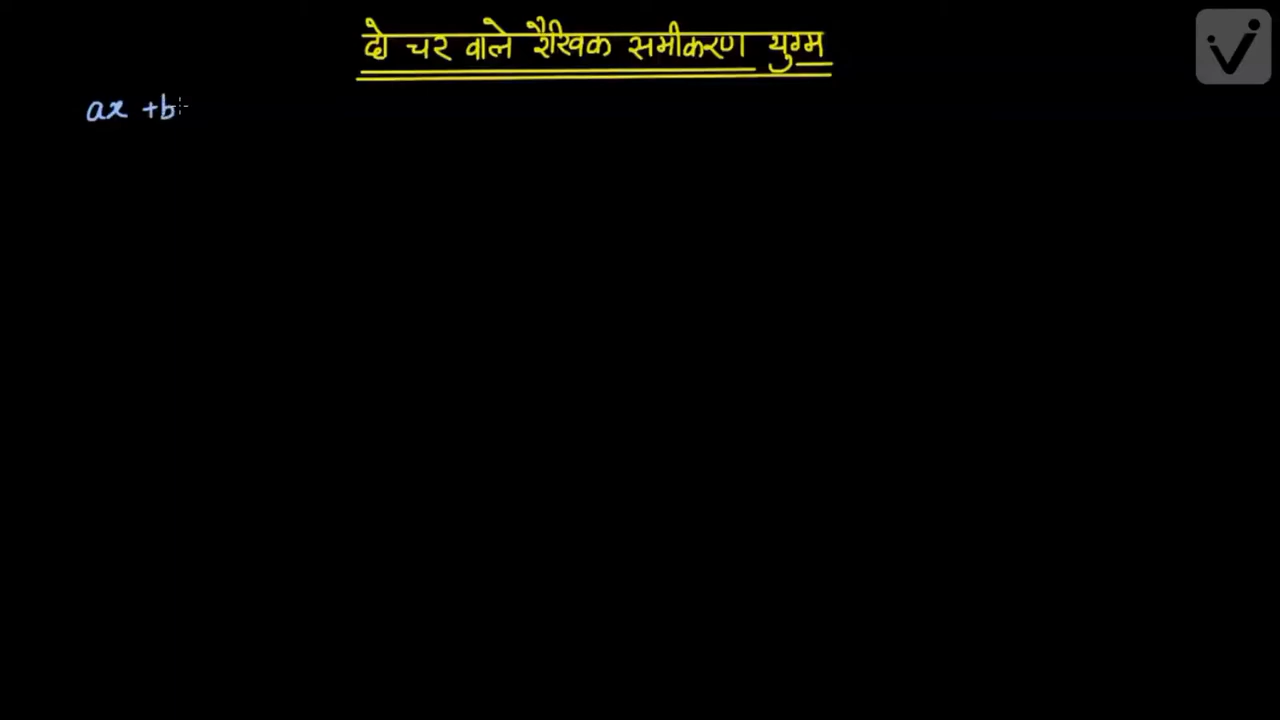 दो चर वाले रैखिक समीकरण युग्म
ax +b